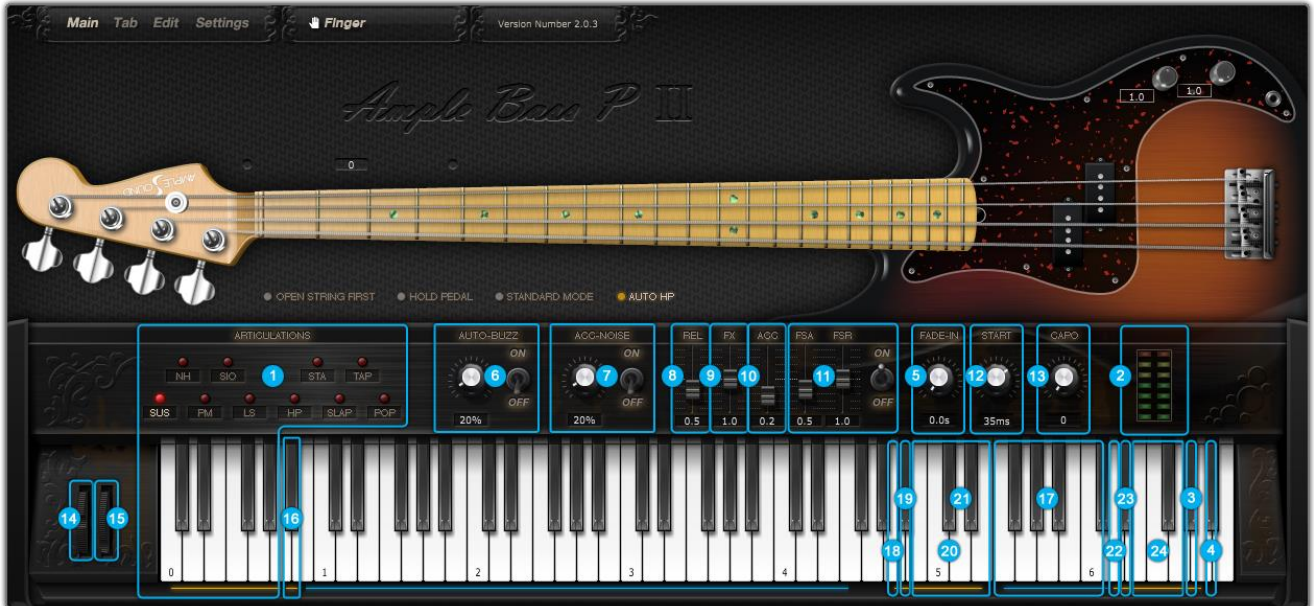 Main Tab Edit Settings Finger Version Number 2.0.3
Ample Bass P II
1.0 1.0
0
AMPLE SOUND
OPEN STRING FIRST HOLD PEDAL STANDARD MODE AUTO HP
ARTICULATIONS AUTO-BUZZ ACC-NOISE REL FX ACC FSA FSR FADE-IN START CAPO
ON ON ON
NH SIO 1 STA TAP 6 7 8 9 10 11 5 12 13 2
OFF OFF OFF
SUS PM LS HP SLAP POP
20% 20% 0.5 1.0 0.2 0.5 1.0 0.0s 35ms 0
19 21 17 23 3
14 15 16
18 20 22 24 4
0 1 2 3 4 5 6